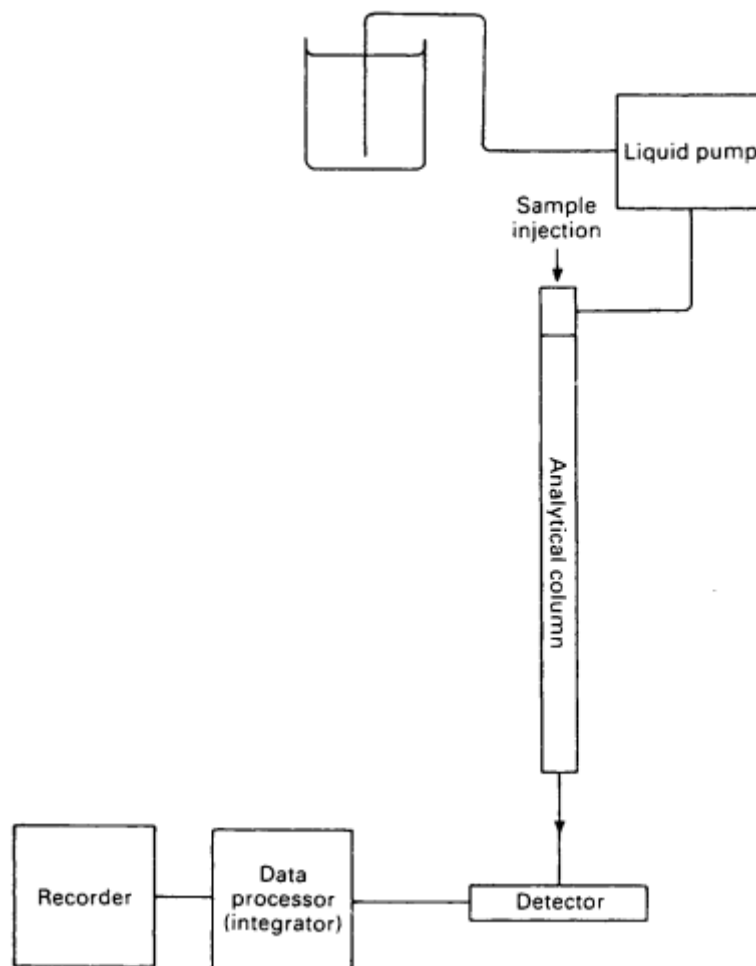 Liquid pump
Sample
injection
Analytical column
Recorder
Data
processor
(integrator)
Detector